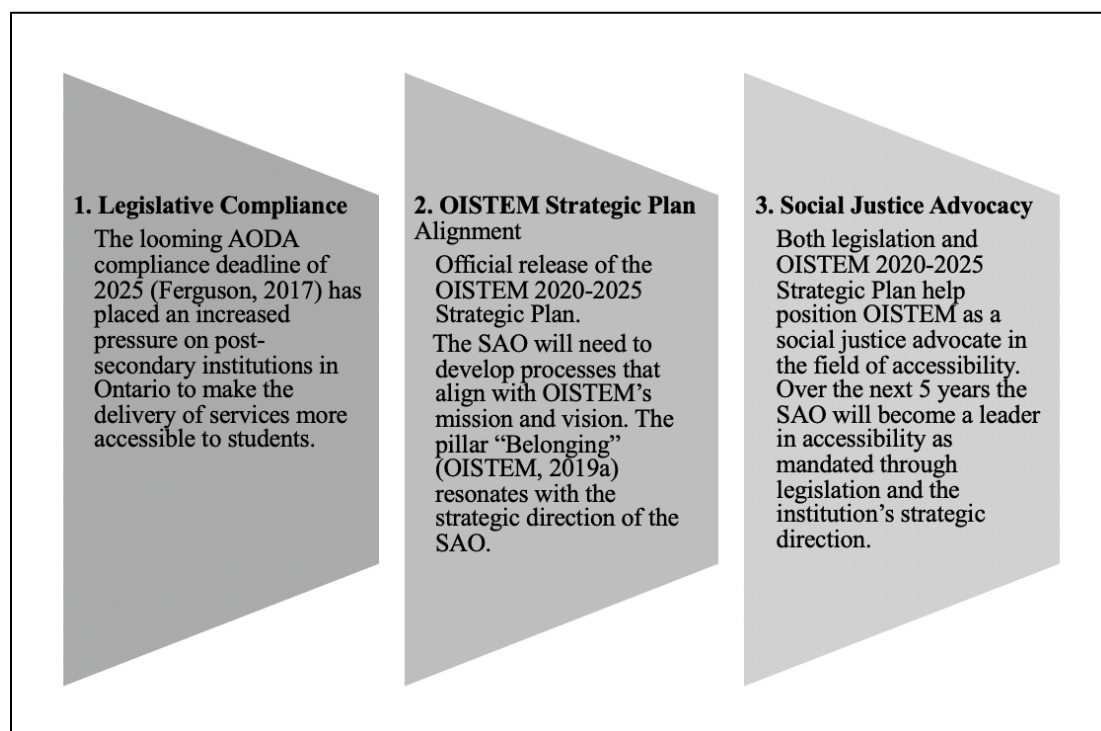 1. Legislative Compliance
The looming AODA
compliance deadline of
2025 (Ferguson, 2017) has
placed an increased
pressure on post-
secondary institutions in
Ontario to make the
delivery of services more
accessible to students.
2. OISTEM Strategic Plan
Alignment
Official release of the
OISTEM 2020-2025
Strategic Plan.
The SAO will need to
develop processes that
align with OISTEM’s
mission and vision. The
pillar “Belonging”
(OISTEM, 2019a)
resonates with the
strategic direction of the
SAO.
3. Social Justice Advocacy
Both legislation and
OISTEM 2020-2025
Strategic Plan help
position OISTEM as a
social justice advocate in
the field of accessibility.
Over the next 5 years the
SAO will become a leader
in accessibility as
mandated through
legislation and the
institution’s strategic
direction.